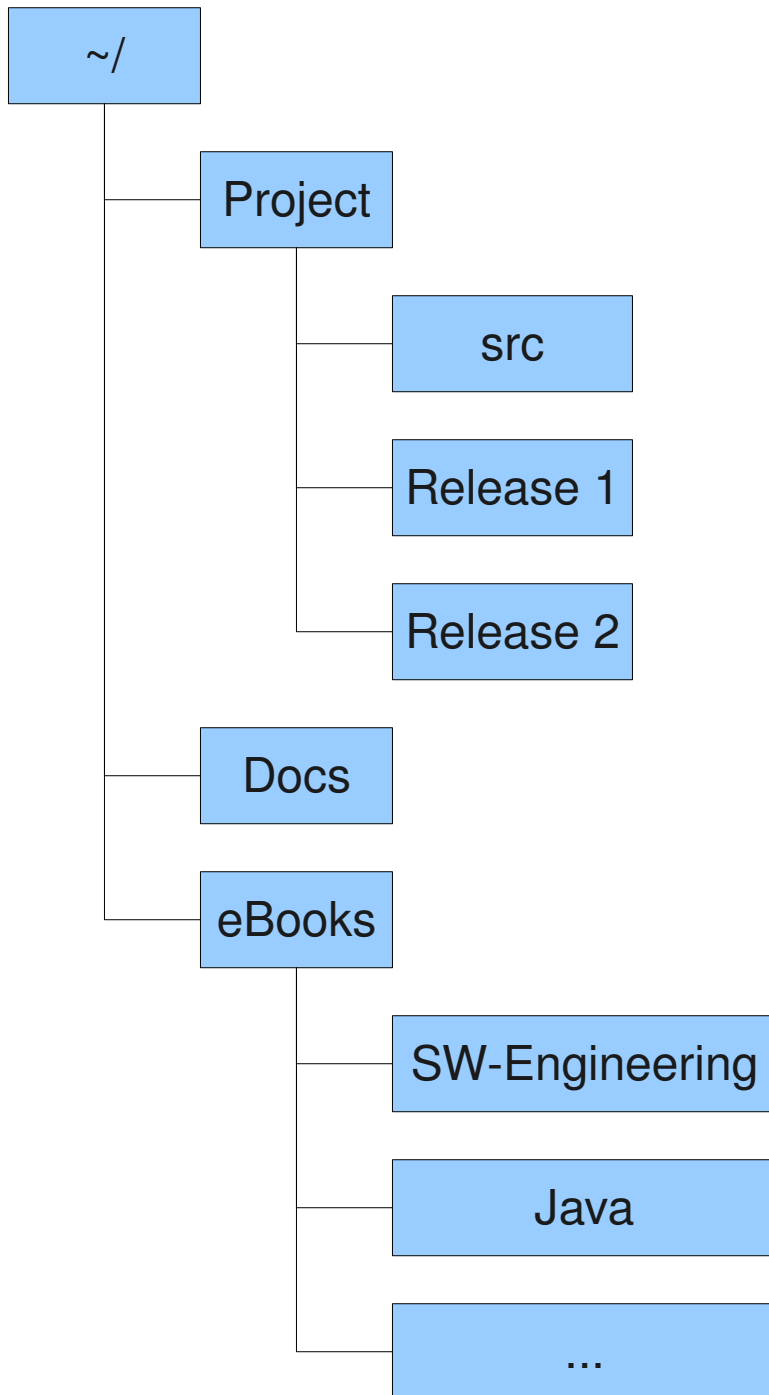 ~/
Project
src
Release 1
Release 2
Docs
eBooks
SW-Engineering
Java
...